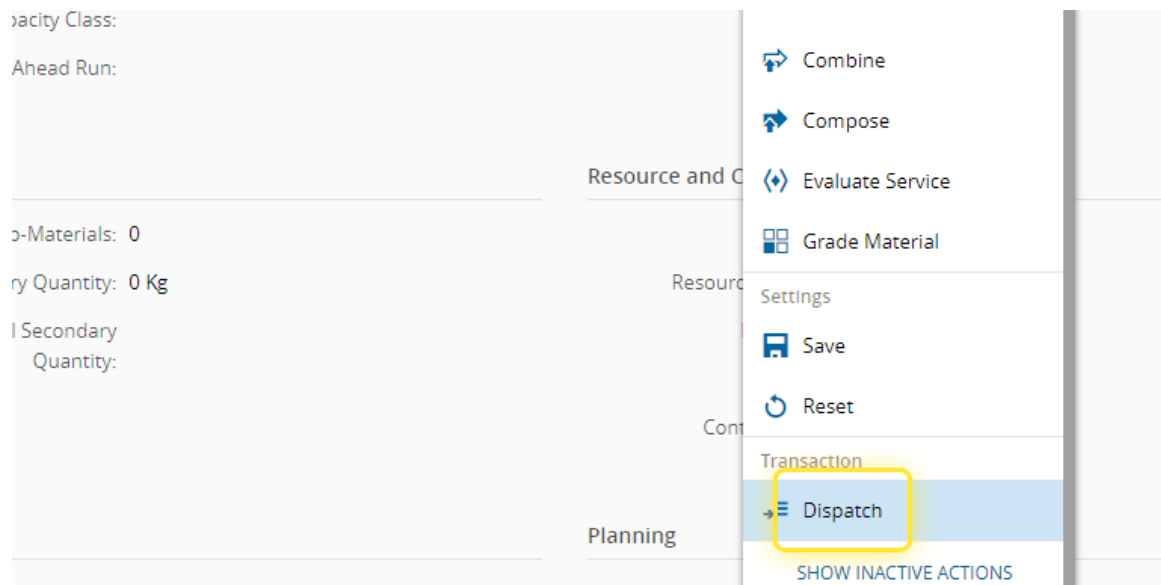 pacity Class:
Ahead Run:
o-Materials: 0
ry Quantity: 0 Kg
l Secondary
Quantity:
Resource and C
Resourc
Cont
Planning
Combine
Compose
Evaluate Service
Grade Material
Settings
Save
Reset
Transaction
Dispatch
SHOW INACTIVE ACTIONS